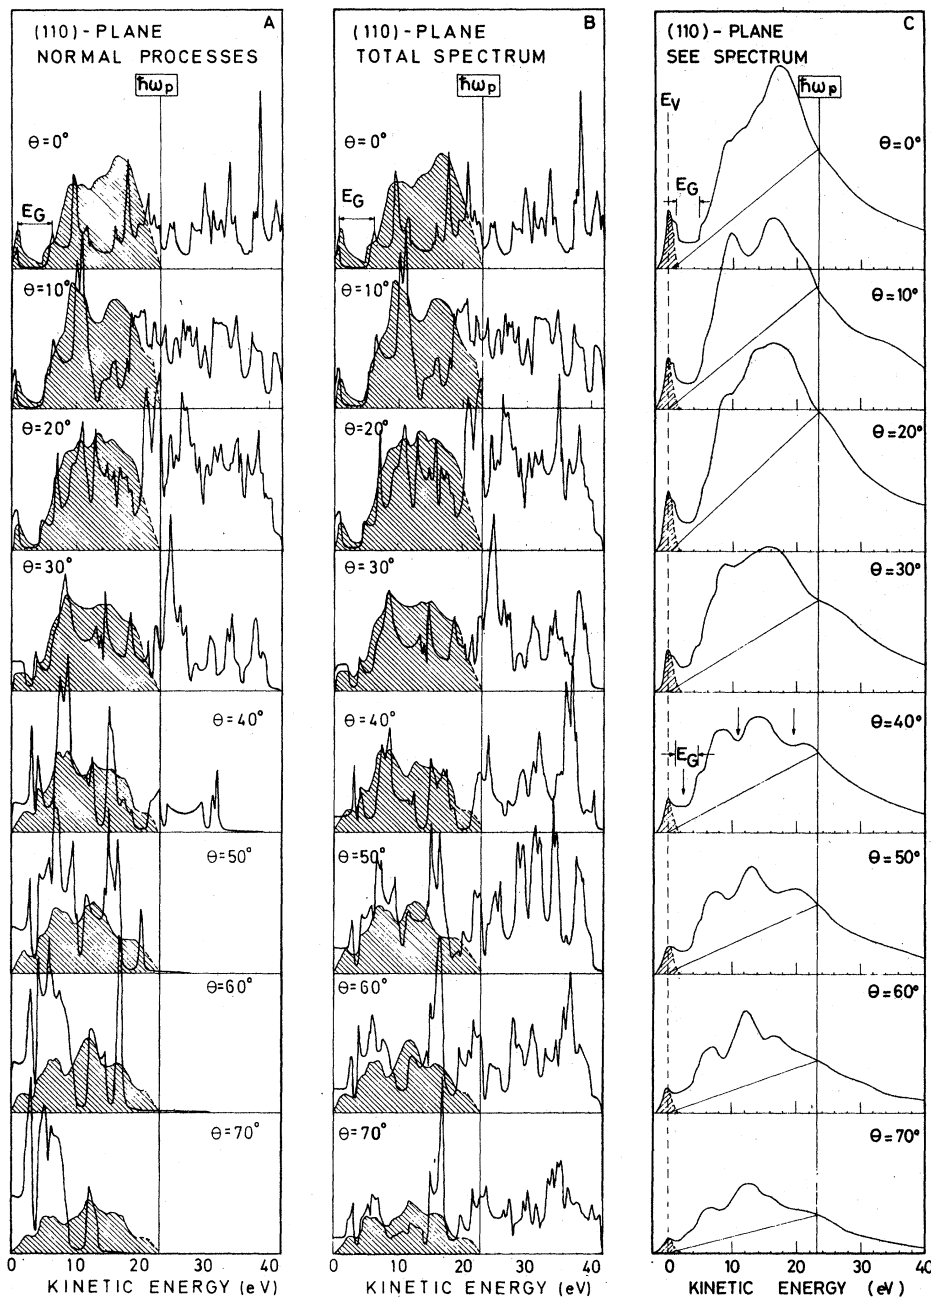 A
(110)-PLANE
NORMAL PROCESSES
ħωp
Θ=0°
EG
Θ=10°
Θ=20°
Θ=30°
Θ=40°
Θ=50°
Θ=60°
Θ=70°
0 10 20 30 40
KINETIC ENERGY (eV)
B
(110)-PLANE
TOTAL SPECTRUM
ħωp
Θ=0°
EG
Θ=10°
Θ=20°
Θ=30°
Θ=40°
Θ=50°
Θ=60°
Θ=70°
0 10 20 30 40
KINETIC ENERGY (eV)
C
(110)-PLANE
SEE SPECTRUM
EV
ħωp
Θ=0°
EG
Θ=10°
Θ=20°
Θ=30°
Θ=40°
EG
Θ=50°
Θ=60°
Θ=70°
0 10 20 30 40
KINETIC ENERGY (eV)